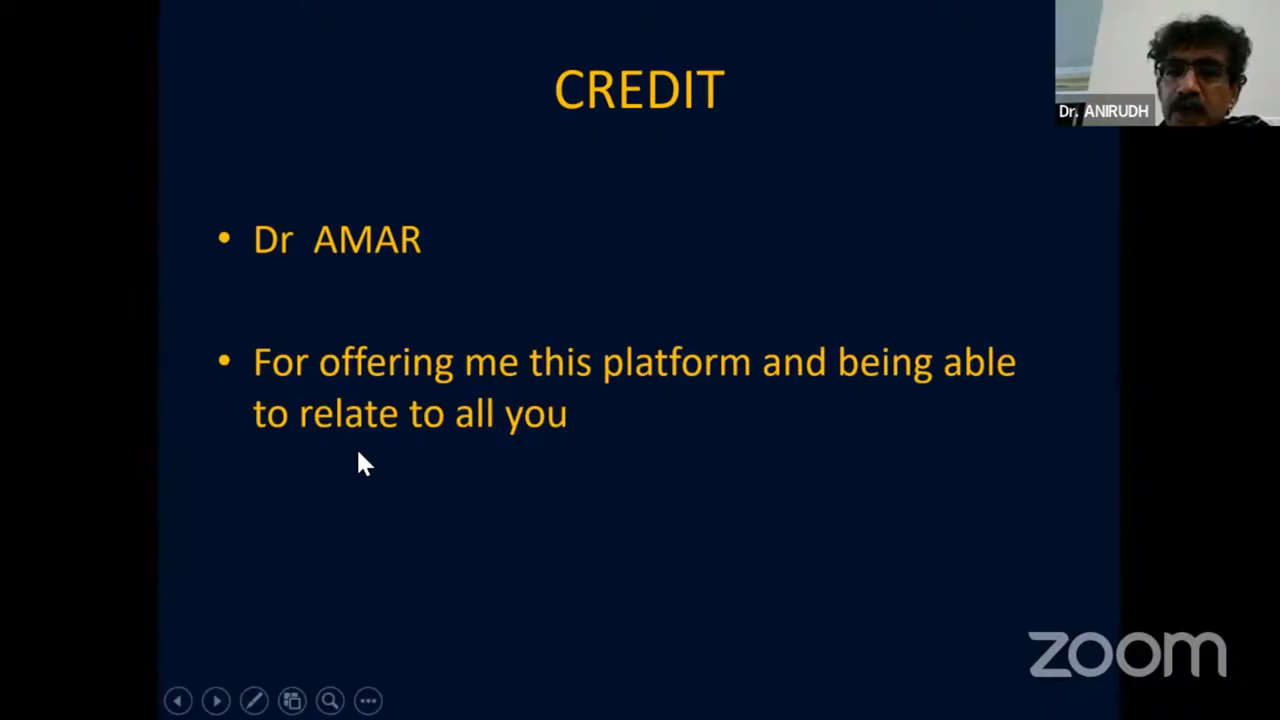 CREDIT
Dr. ANIRUDH
• Dr AMAR
• For offering me this platform and being able
to relate to all you
zoom